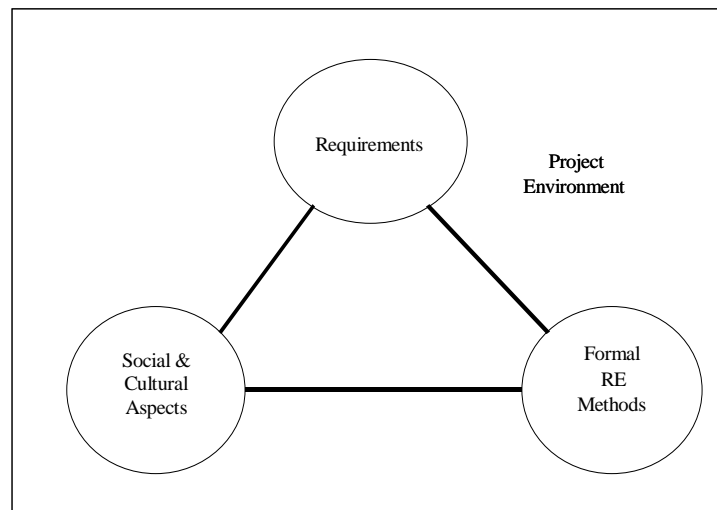 Requirements
Project
Environment
Social &
Cultural
Aspects
Formal
RE
Methods